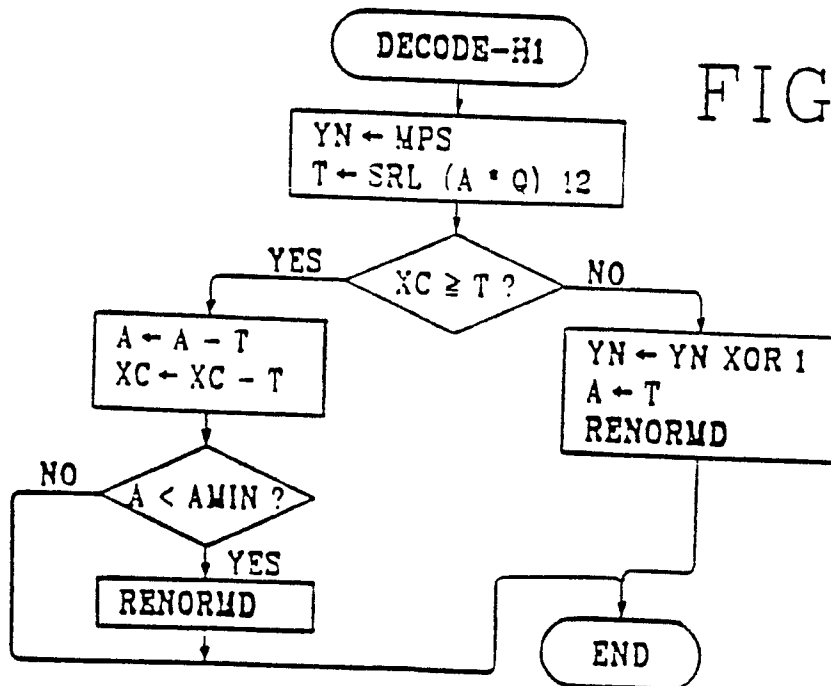 DECODE-H1
FIG
YN ← MPS
T ← SRL (A * Q) 12
XC ≧ T ?
YES
NO
A ← A - T
XC ← XC - T
YN ← YN XOR 1
A ← T
RENORMD
A < AMIN ?
NO
YES
RENORMD
END